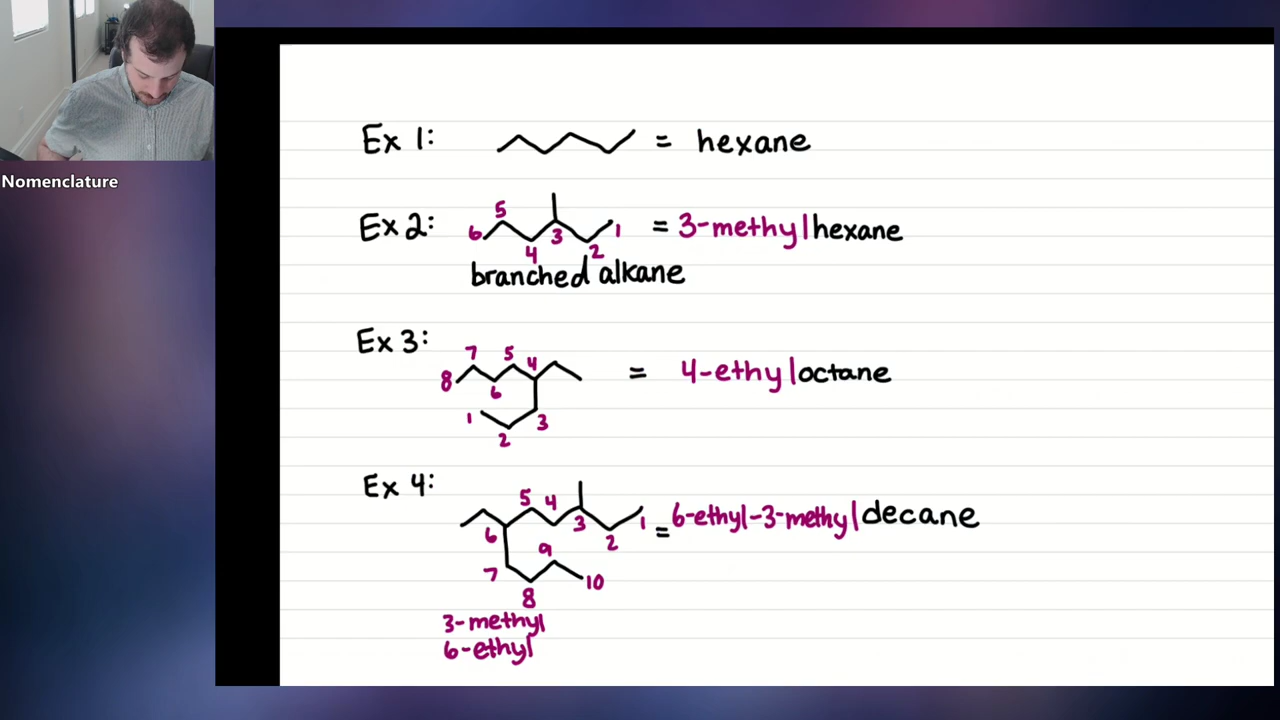 Nomenclature
Ex 1: = hexane
Ex 2: 6 5 4 3 2 1 = 3-methylhexane
branched alkane
Ex 3: 8 7 6 5 4 3 2 1 = 4-ethyloctane
Ex 4: 6 5 4 3 2 1 7 8 9 10 = 6-ethyl-3-methyldecane
3-methyl
6-ethyl